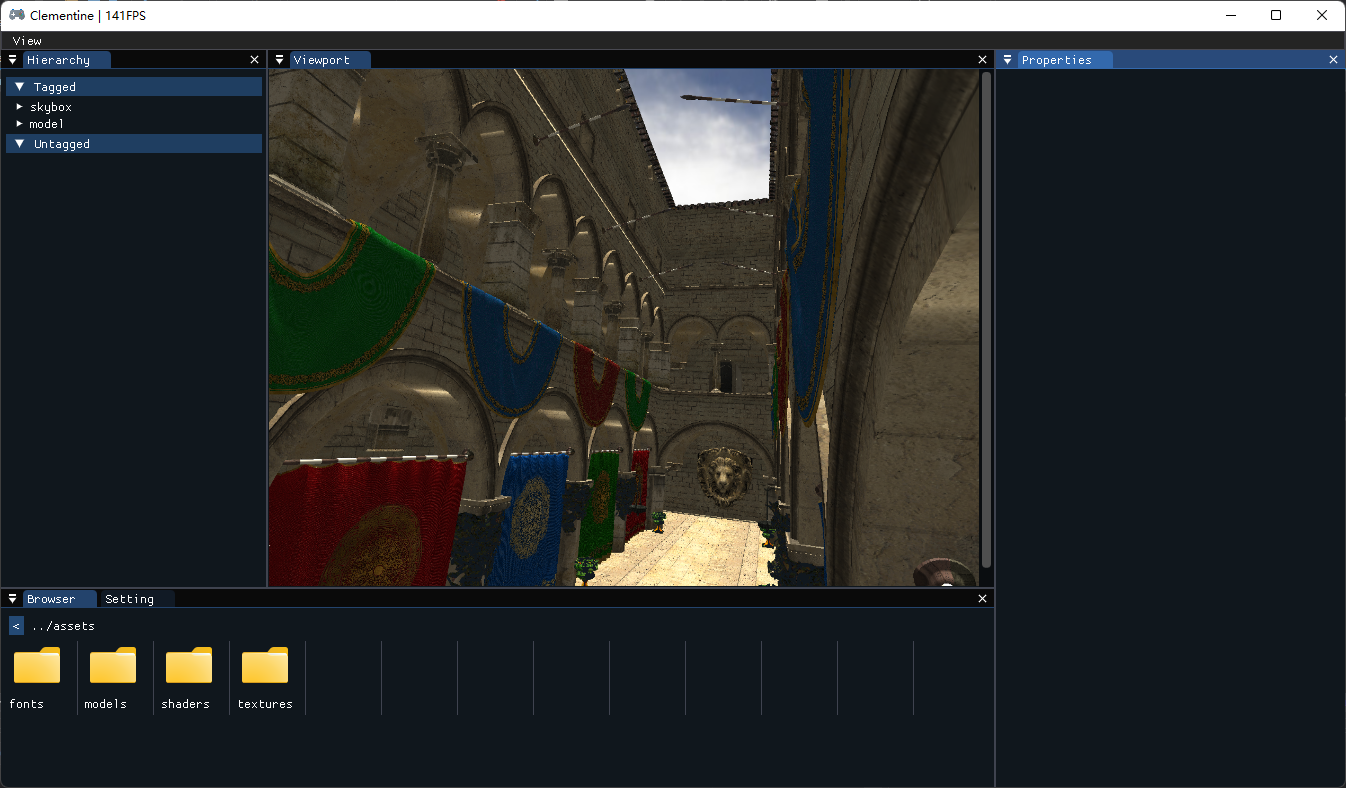 Clementine | 141FPS
View
Hierarchy
Viewport
Properties
Tagged
skybox
model
Untagged
Browser
Setting
< ../assets
fonts
models
shaders
textures